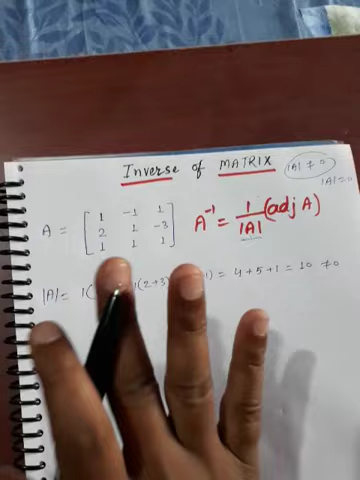 Inverse of MATRIX |A| ≠ 0
|A| = 0
A⁻¹ = 1/|A| (adj A)
A = [ 1 -1 1
2 1 -3
1 1 1 ]
|A| = 1( 1(2+3) 1) = 4+5+1 = 10 ≠ 0